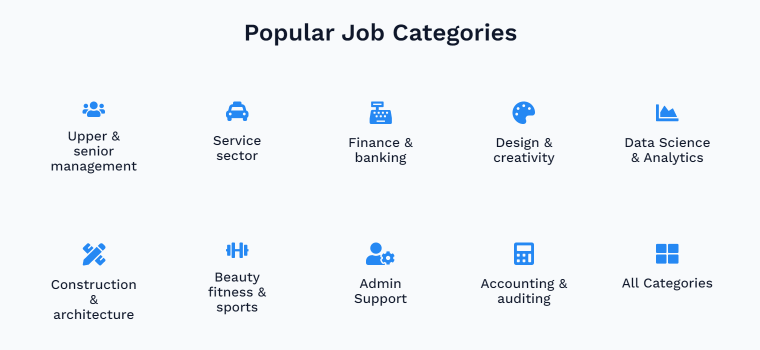 Popular Job Categories
Upper &
senior
management
Service
sector
Finance &
banking
Design &
creativity
Data Science
& Analytics
Construction
&
architecture
Beauty
fitness &
sports
Admin
Support
Accounting &
auditing
All Categories